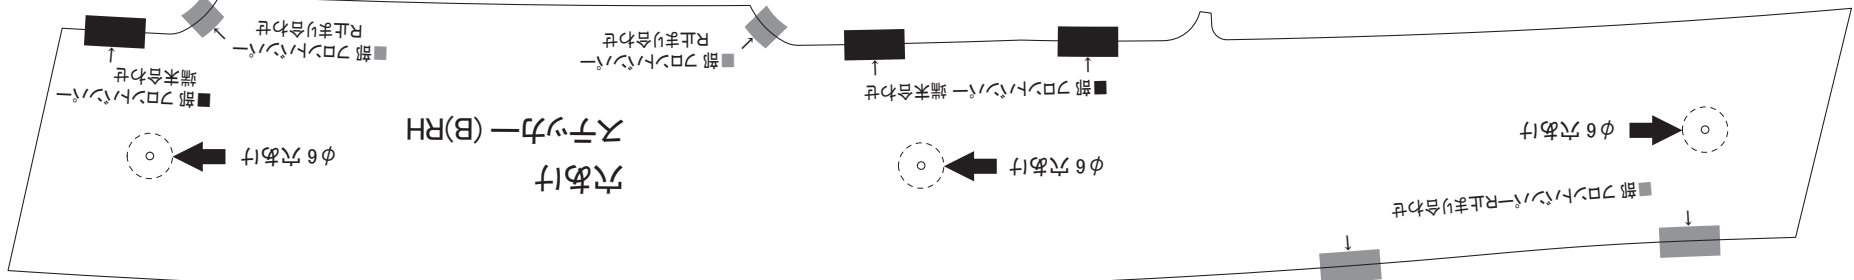 穴あけ
ステッカー (B)RH
■部 フロントバンパーR止まり合わせ
φ6 穴あけ
φ6 穴あけ
φ6 穴あけ
■部 フロントバンパー 端末合わせ
■部 フロントバンパー
端末合わせ
■部 フロントバンパー
R止まり合わせ
■部 フロントバンパー
R止まり合わせ